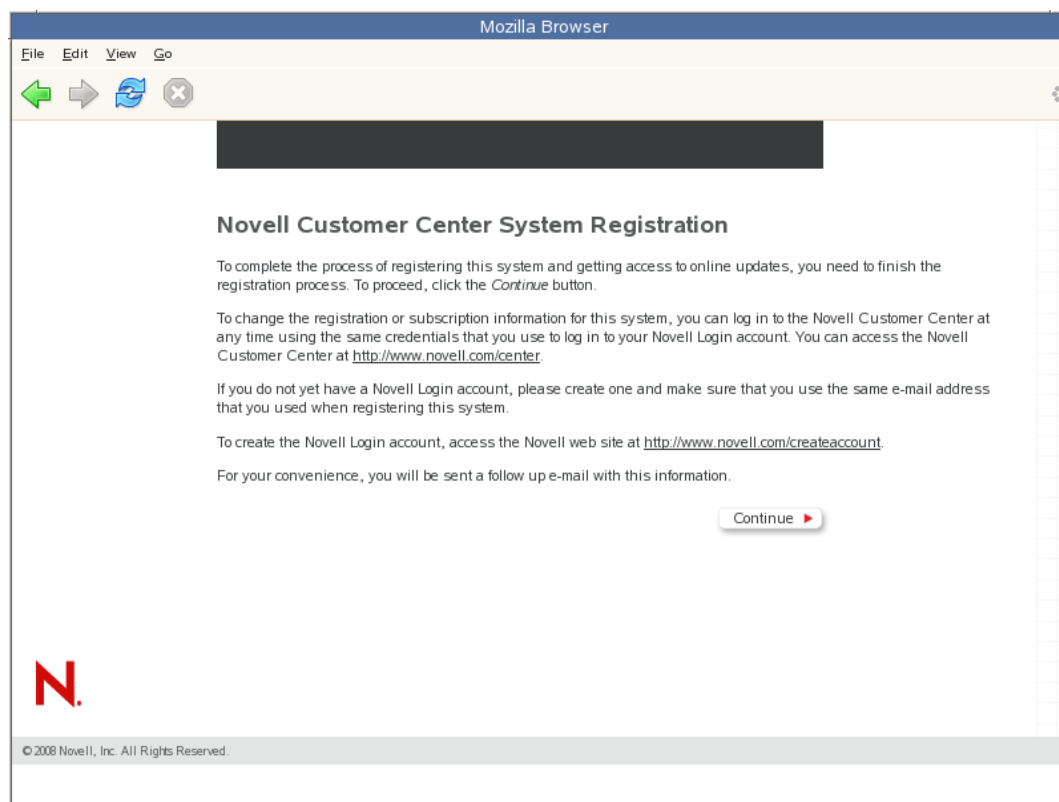 Mozilla Browser
File Edit View Go
Novell Customer Center System Registration
To complete the process of registering this system and getting access to online updates, you need to finish the
registration process. To proceed, click the Continue button.
To change the registration or subscription information for this system, you can log in to the Novell Customer Center at
any time using the same credentials that you use to log in to your Novell Login account. You can access the Novell
Customer Center at http://www.novell.com/center.
If you do not yet have a Novell Login account, please create one and make sure that you use the same e-mail address
that you used when registering this system.
To create the Novell Login account, access the Novell web site at http://www.novell.com/createaccount.
For your convenience, you will be sent a follow up e-mail with this information.
Continue
N.
© 2008 Novell, Inc. All Rights Reserved.